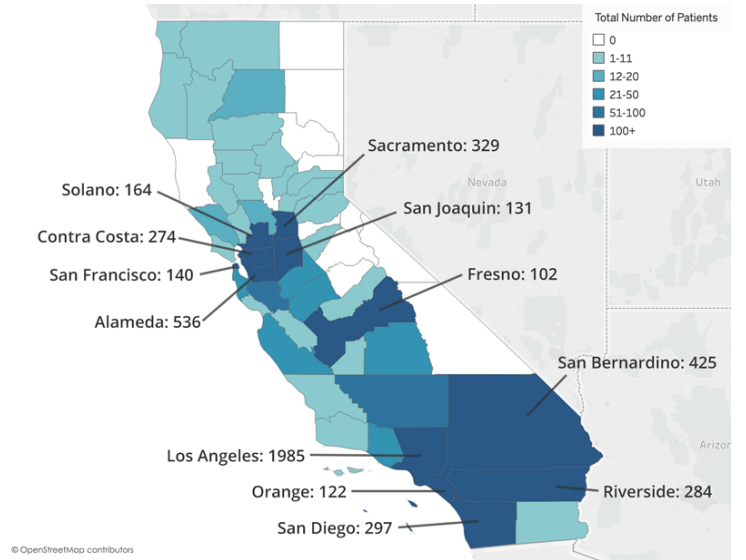 Total Number of Patients
0
1-11
12-20
21-50
51-100
100+
Sacramento: 329
Nevada
Utah
Solano: 164
San Joaquin: 131
Contra Costa: 274
San Francisco: 140
Fresno: 102
Alameda: 536
San Bernardino: 425
Arizon
Los Angeles: 1985
Orange: 122
Riverside: 284
San Diego: 297
© OpenStreetMap contributors